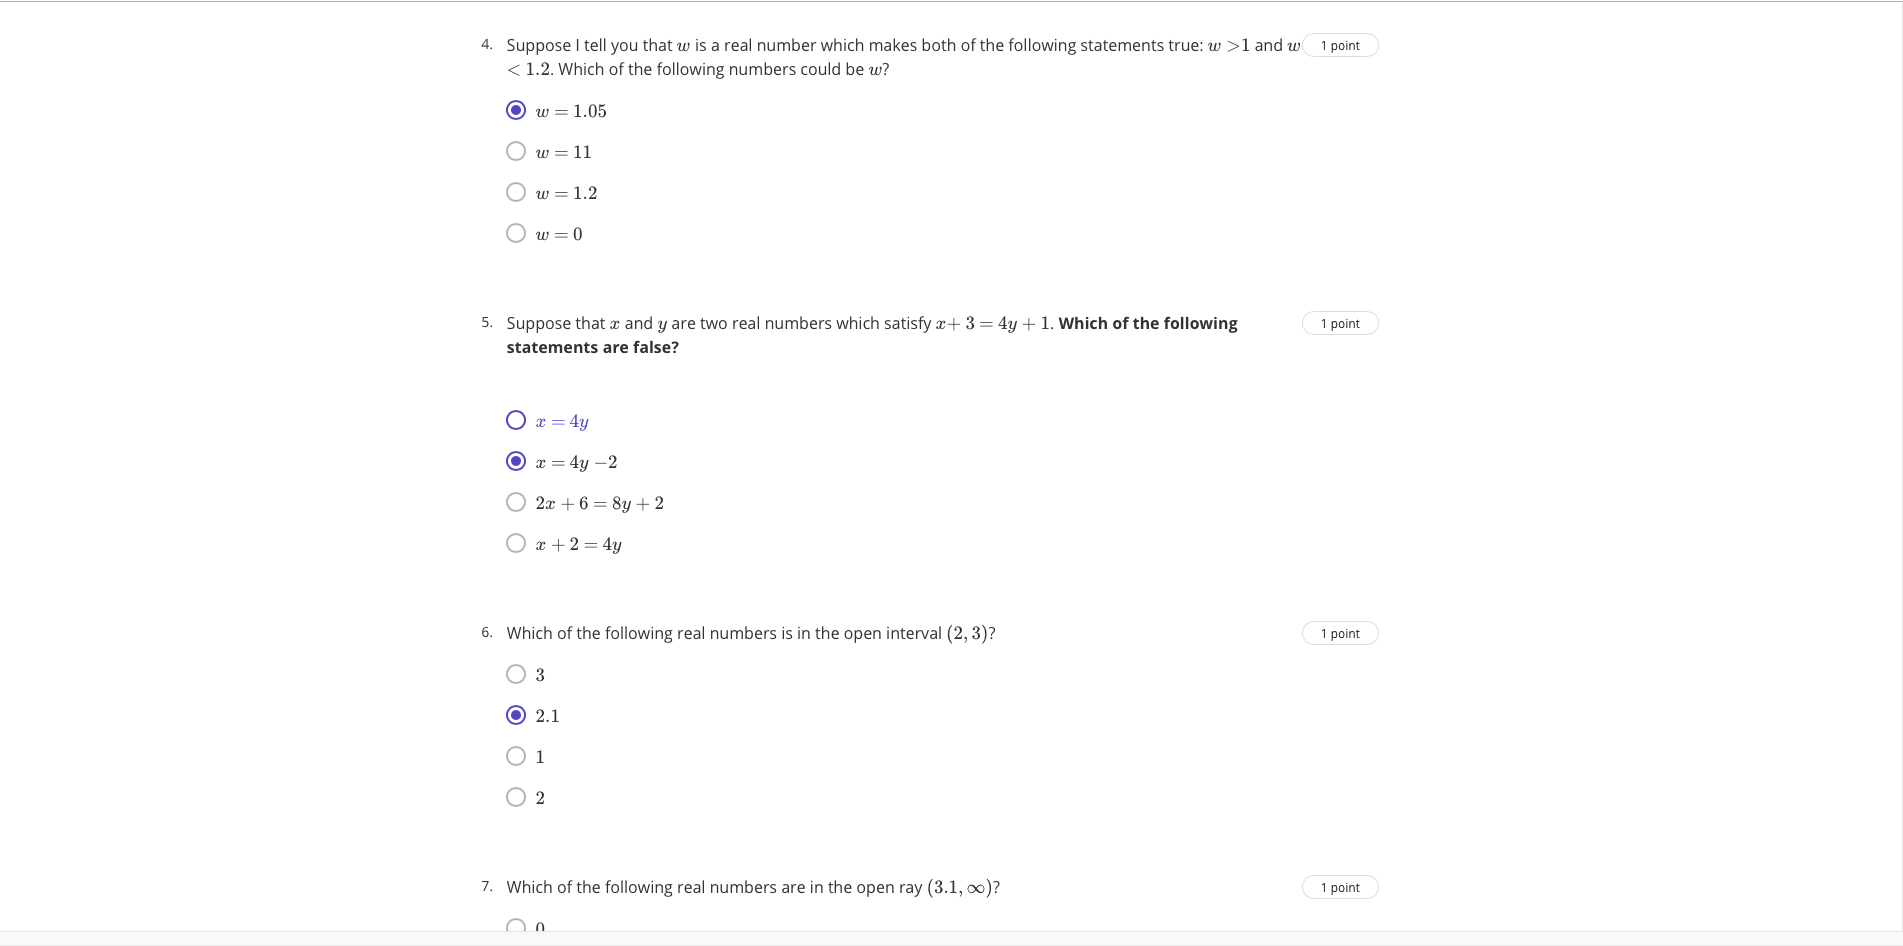 4. Suppose I tell you that w is a real number which makes both of the following statements true: w >1 and w 1 point
< 1.2. Which of the following numbers could be w?
w = 1.05
w = 11
w = 1.2
w = 0
5. Suppose that x and y are two real numbers which satisfy x+ 3 = 4y + 1. Which of the following 1 point
statements are false?
x = 4y
x = 4y −2
2x + 6 = 8y + 2
x + 2 = 4y
6. Which of the following real numbers is in the open interval (2, 3)? 1 point
3
2.1
1
2
7. Which of the following real numbers are in the open ray (3.1, ∞)? 1 point
0